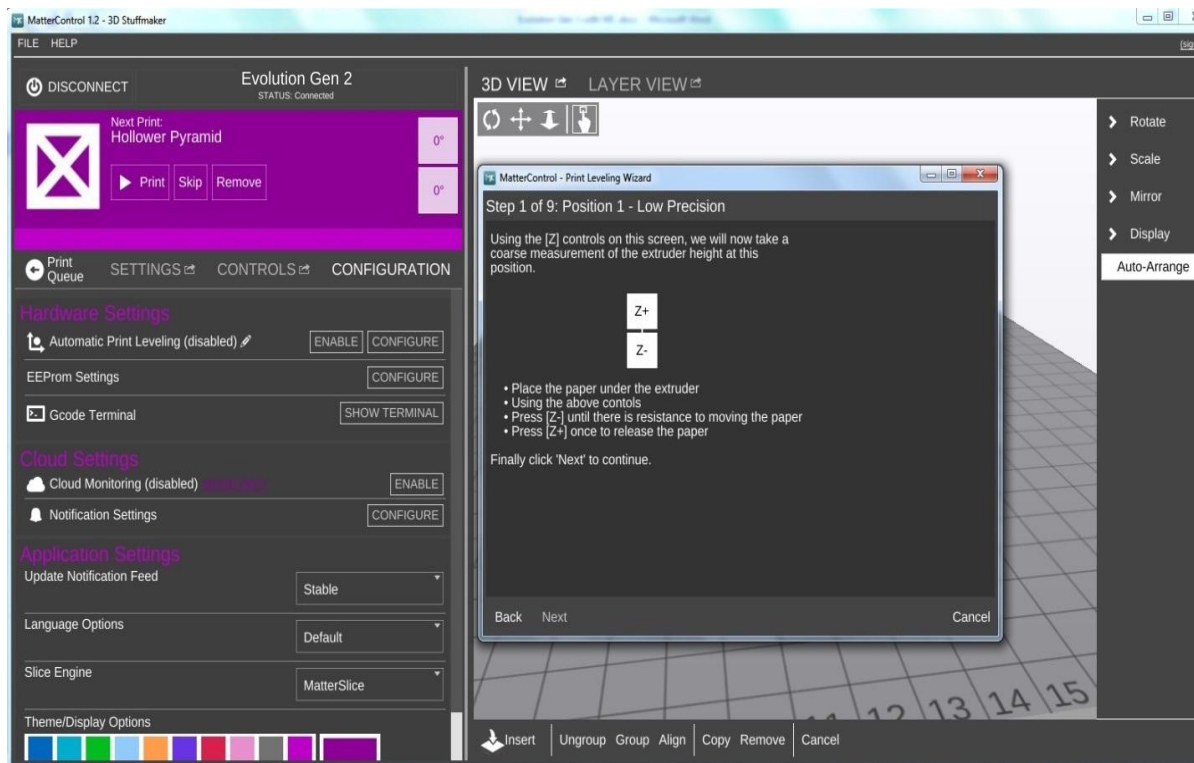 MatterControl 1.2 - 3D Stuffmaker
FILE HELP
DISCONNECT
Evolution Gen 2
STATUS: Connected
Next Print:
Hollower Pyramid
0°
Print Skip Remove
0°
Print
Queue
SETTINGS CONTROLS CONFIGURATION
Hardware Settings
Automatic Print Leveling (disabled) ENABLE CONFIGURE
EEProm Settings CONFIGURE
Gcode Terminal SHOW TERMINAL
Cloud Settings
Cloud Monitoring (disabled) ENABLE
Notification Settings CONFIGURE
Application Settings
Update Notification Feed
Stable
Language Options
Default
Slice Engine
MatterSlice
Theme/Display Options
3D VIEW LAYER VIEW
MatterControl - Print Leveling Wizard
Step 1 of 9: Position 1 - Low Precision
Using the [Z] controls on this screen, we will now take a
coarse measurement of the extruder height at this
position.
Z+
Z-
• Place the paper under the extruder
• Using the above contols
• Press [Z-] until there is resistance to moving the paper
• Press [Z+] once to release the paper
Finally click 'Next' to continue.
Back Next Cancel
12 13 14 15
Insert Ungroup Group Align Copy Remove Cancel
Rotate
Scale
Mirror
Display
Auto-Arrange